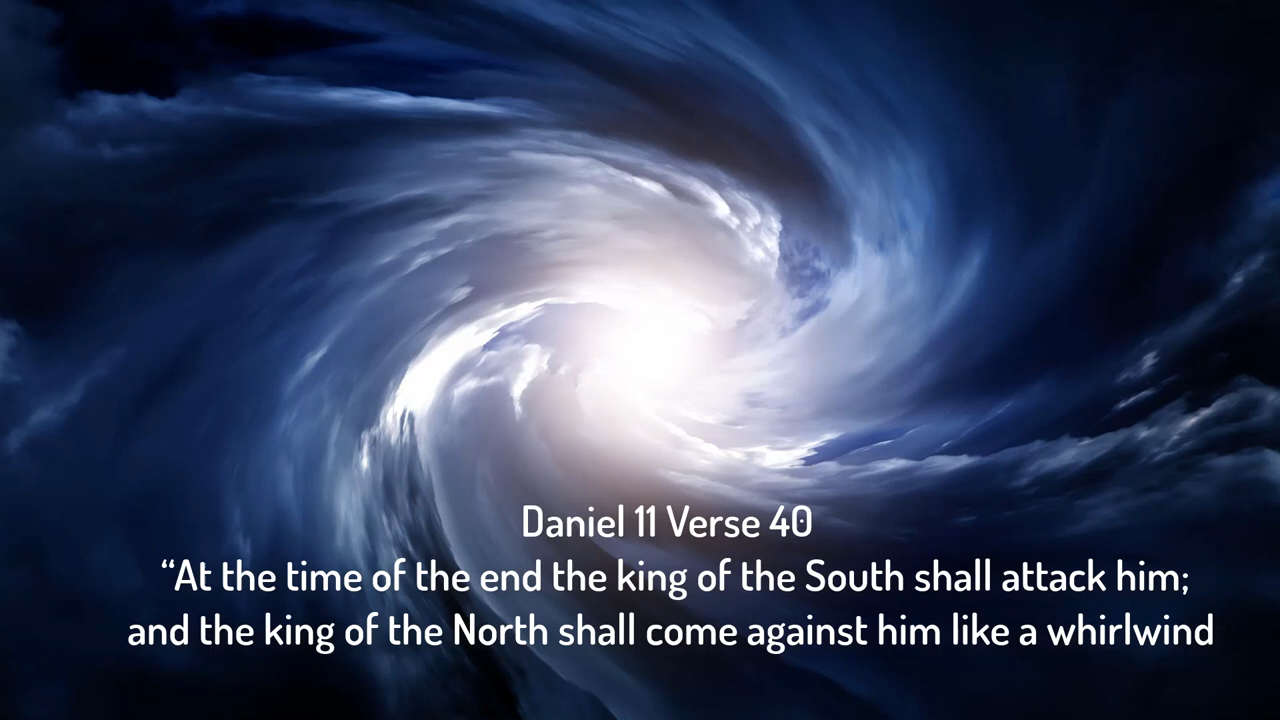 Daniel 11 Verse 40
“At the time of the end the king of the South shall attack him;
and the king of the North shall come against him like a whirlwind